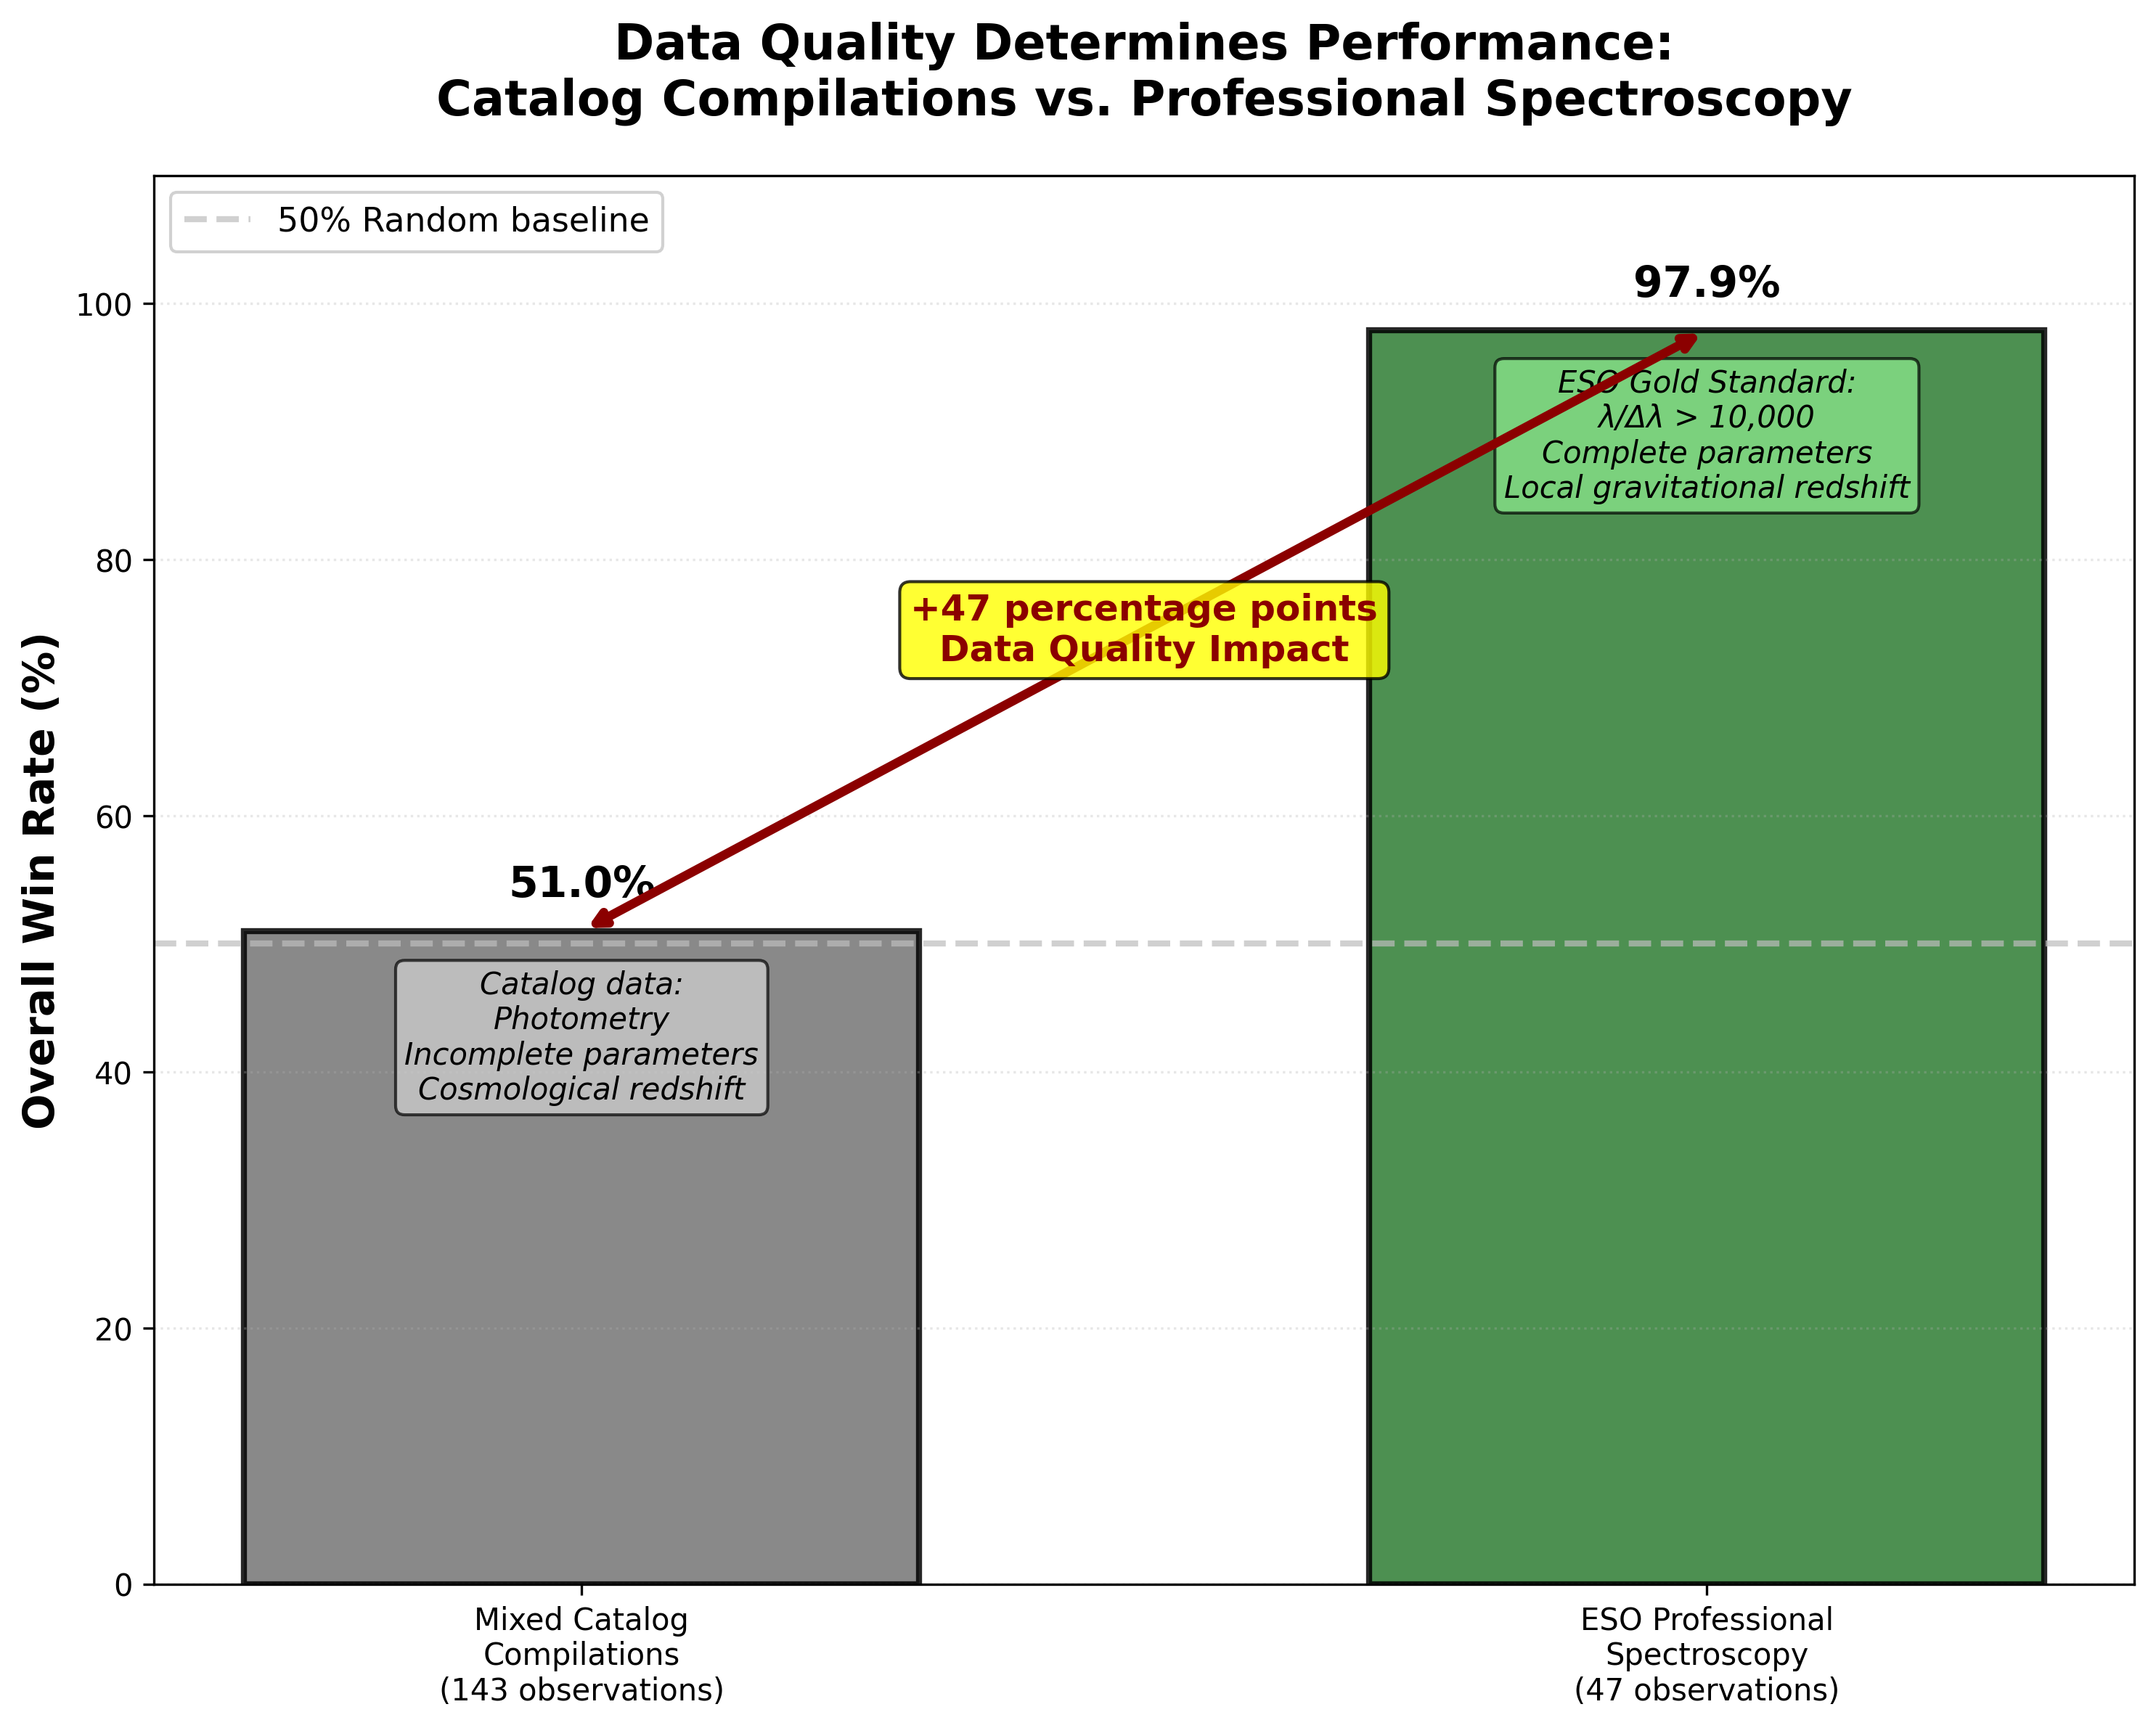 Data Quality Determines Performance:
Catalog Compilations vs. Professional Spectroscopy
50% Random baseline
Overall Win Rate (%)
100
80
60
40
20
0
97.9%
ESO Gold Standard:
λ/Δλ > 10,000
Complete parameters
Local gravitational redshift
+47 percentage points
Data Quality Impact
51.0%
Catalog data:
Photometry
Incomplete parameters
Cosmological redshift
Mixed Catalog
Compilations
(143 observations)
ESO Professional
Spectroscopy
(47 observations)